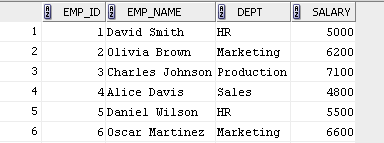 EMP_ID EMP_NAME DEPT SALARY
1 1 David Smith HR 5000
2 2 Olivia Brown Marketing 6200
3 3 Charles Johnson Production 7100
4 4 Alice Davis Sales 4800
5 5 Daniel Wilson HR 5500
6 6 Oscar Martinez Marketing 6600